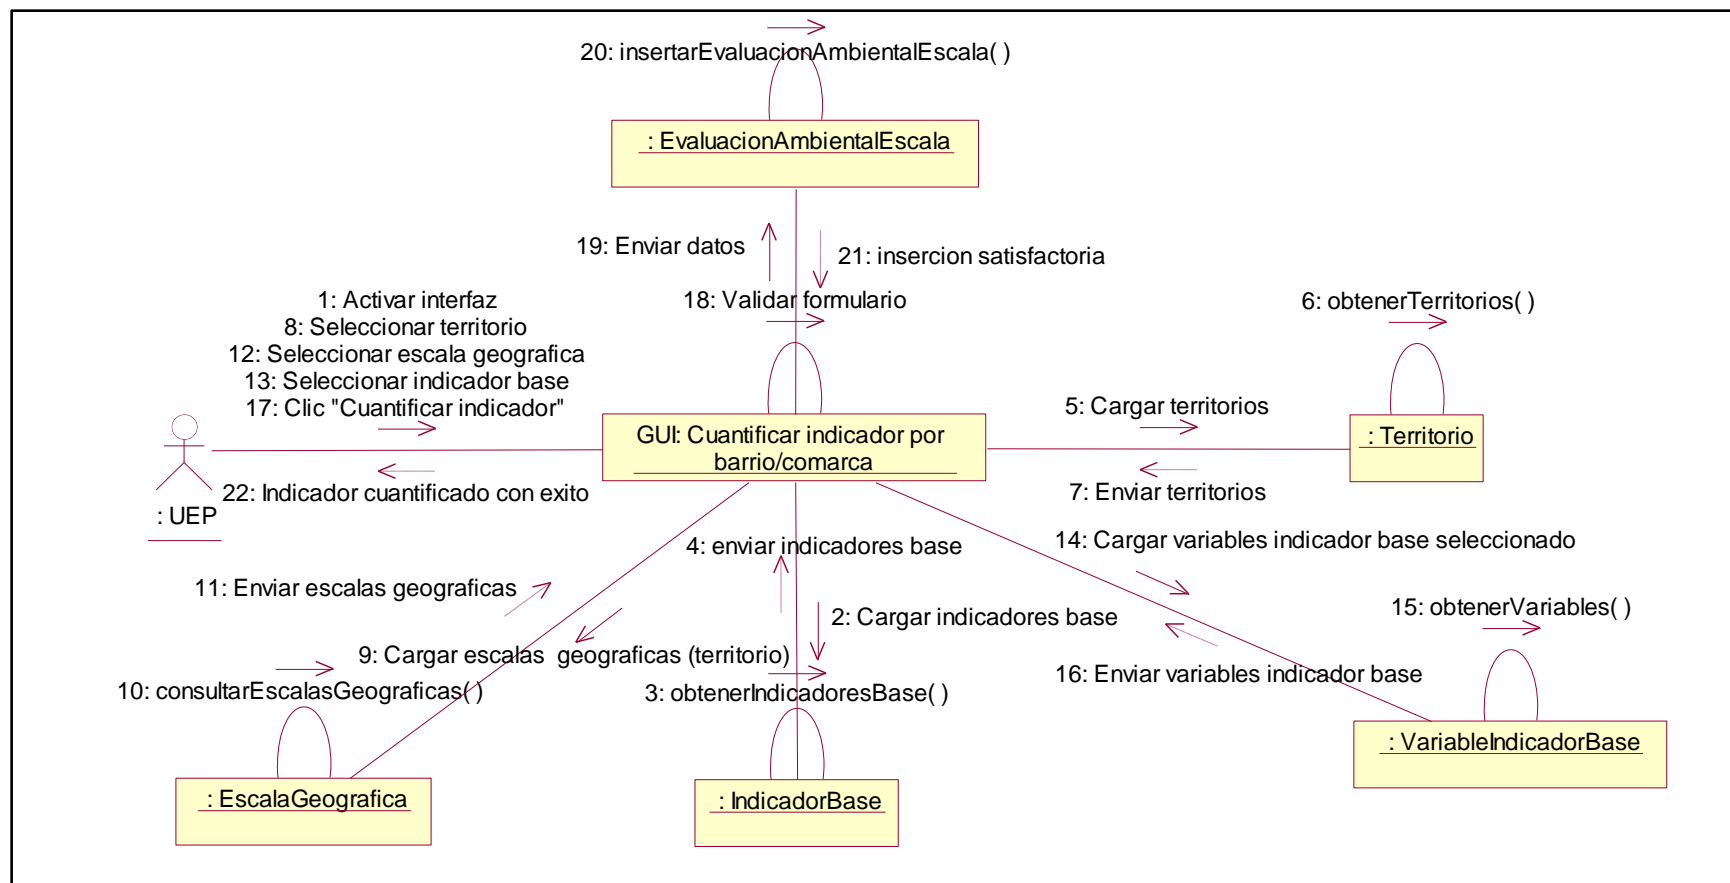 20: insertarEvaluacionAmbientalEscala( )
: EvaluacionAmbientalEscala
19: Enviar datos
21: insercion satisfactoria
18: Validar formulario
1: Activar interfaz
8: Seleccionar territorio
12: Seleccionar escala geografica
13: Seleccionar indicador base
17: Clic "Cuantificar indicador"
6: obtenerTerritorios( )
5: Cargar territorios
GUI: Cuantificar indicador por
barrio/comarca
: Territorio
22: Indicador cuantificado con exito
7: Enviar territorios
: UEP
4: enviar indicadores base
14: Cargar variables indicador base seleccionado
11: Enviar escalas geograficas
2: Cargar indicadores base
15: obtenerVariables( )
9: Cargar escalas  geograficas (territorio)
16: Enviar variables indicador base
10: consultarEscalasGeograficas( )
3: obtenerIndicadoresBase( )
: VariableIndicadorBase
: EscalaGeografica
: IndicadorBase